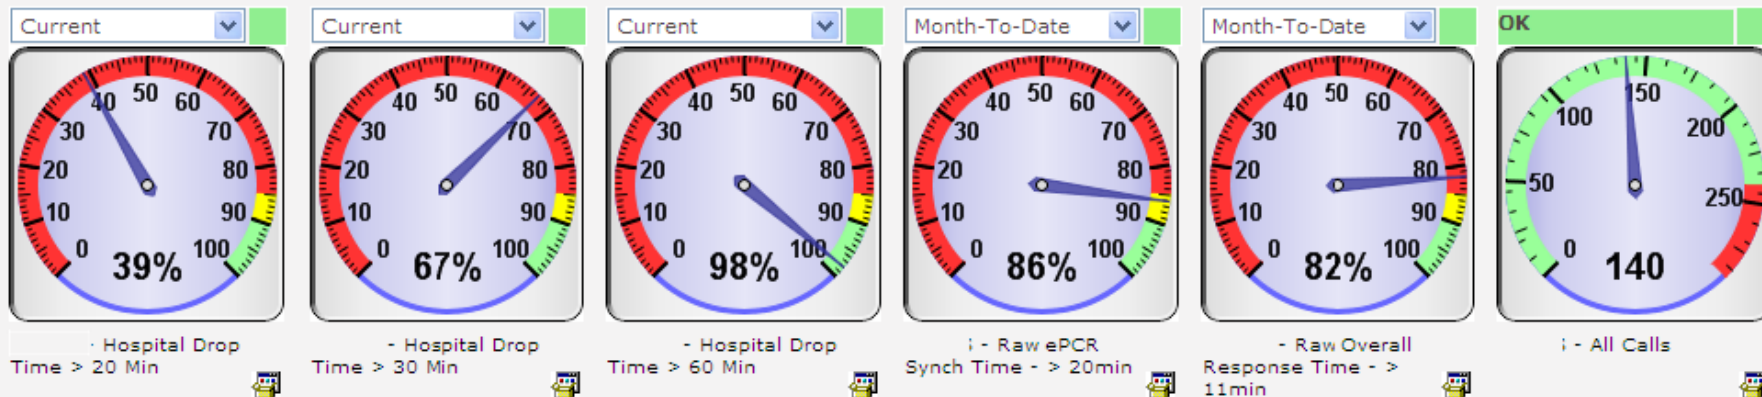 Current
Current
Current
Month-To-Date
Month-To-Date
OK
0 10 20 30 40 50 60 70 80 90 100
39%
0 10 20 30 40 50 60 70 80 90 100
67%
0 10 20 30 40 50 60 70 80 90 100
98%
0 10 20 30 40 50 60 70 80 90 100
86%
0 10 20 30 40 50 60 70 80 90 100
82%
0 50 100 150 200 250
140
- Hospital Drop
Time > 20 Min
- Hospital Drop
Time > 30 Min
- Hospital Drop
Time > 60 Min
- Raw ePCR
Synch Time - > 20min
- Raw Overall
Response Time - >
11min
- All Calls